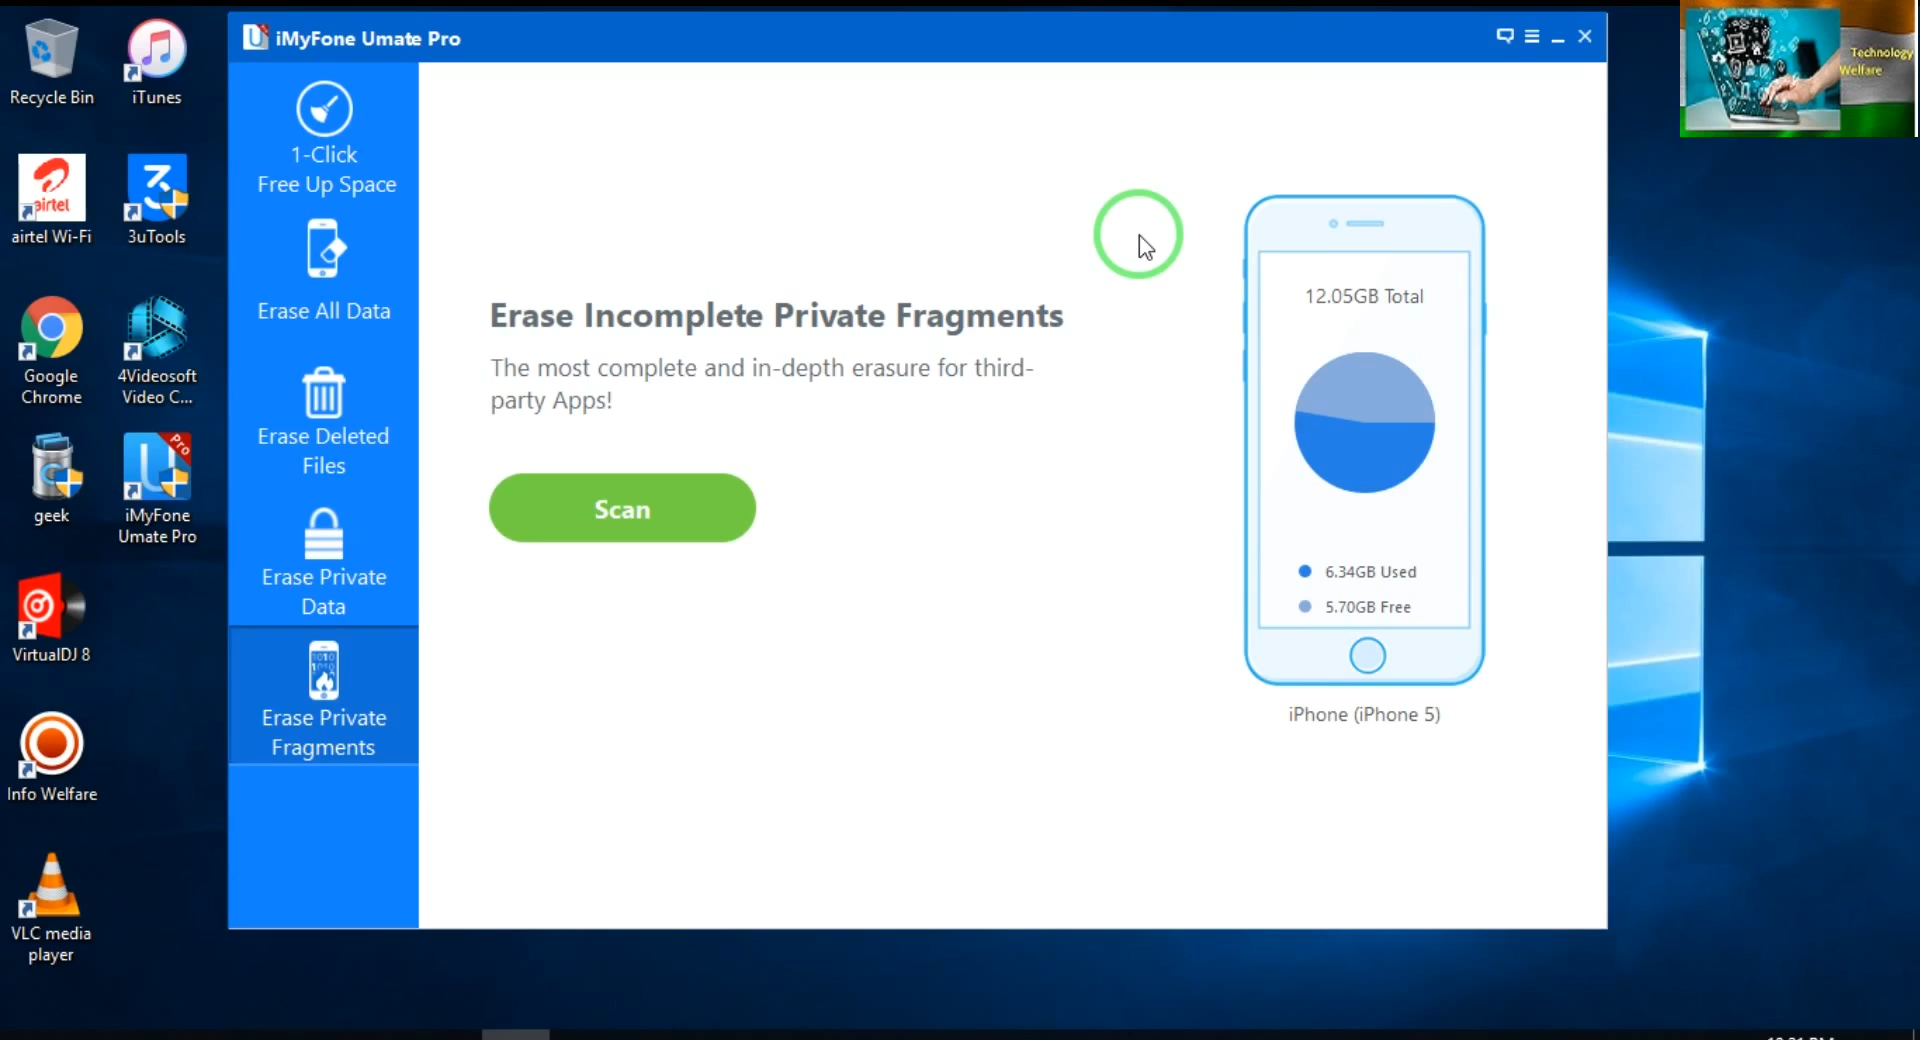 Recycle Bin
iTunes
airtel
airtel Wi-Fi
3uTools
Google
Chrome
4Videosoft
Video C...
geek
Pro
iMyFone
Umate Pro
VirtualDJ 8
Info Welfare
VLC media
player
iMyFone Umate Pro
1-Click
Free Up Space
Erase All Data
Erase Deleted
Files
Erase Private
Data
Erase Private
Fragments
Erase Incomplete Private Fragments
The most complete and in-depth erasure for third-
party Apps!
Scan
12.05GB Total
6.34GB Used
5.70GB Free
iPhone (iPhone 5)
Technology
Welfare